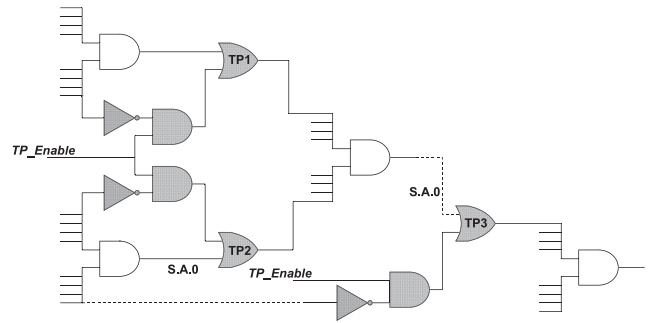 TP1
TP_Enable
S.A.0
TP2
S.A.0
TP3
TP_Enable